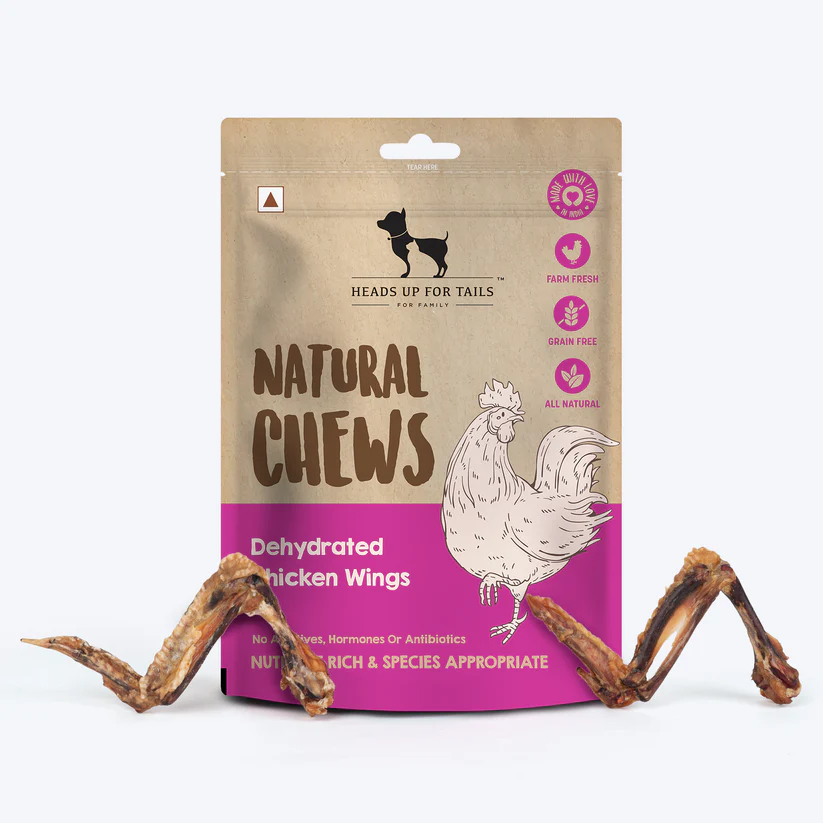 TEAR HERE
MADE WITH LOVE
IN INDIA
HEADS UP FOR TAILS™
FOR FAMILY
FARM FRESH
GRAIN FREE
ALL NATURAL
NATURAL
CHEWS
Dehydrated
hicken Wings
No A ives, Hormones Or Antibiotics
NUT RICH & SPECIES APPROPRIATE